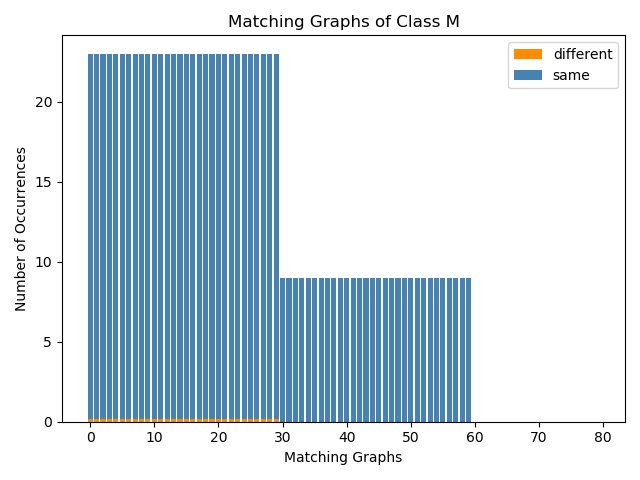 Matching Graphs of Class M
different
same
Number of Occurrences
20
15
10
5
0
0 10 20 30 40 50 60 70 80
Matching Graphs